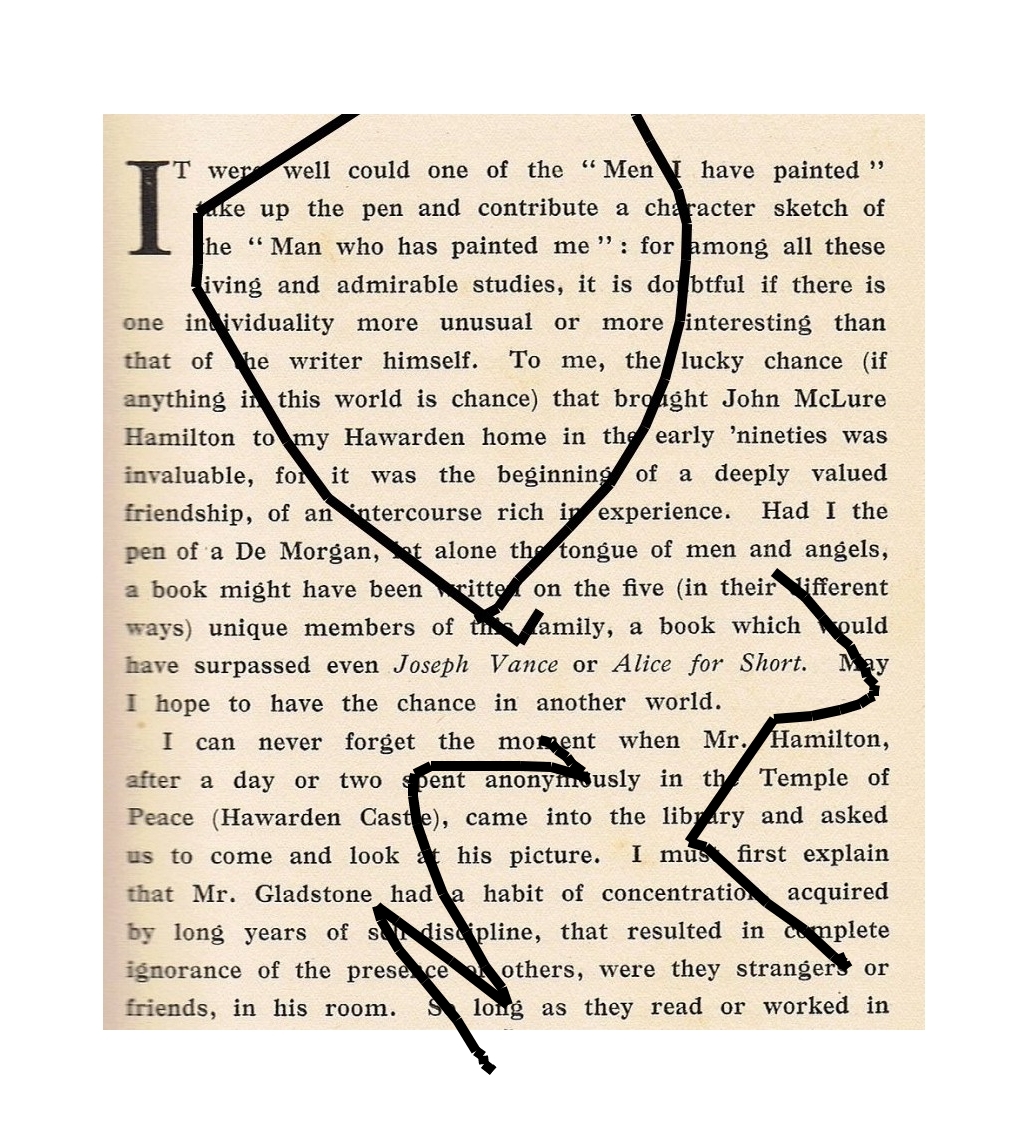 IT were well could one of the “Men I have painted”
take up the pen and contribute a character sketch of
the “Man who has painted me”: for among all these
living and admirable studies, it is doubtful if there is
one individuality more unusual or more interesting than
that of the writer himself. To me, the lucky chance (if
anything in this world is chance) that brought John McLure
Hamilton to my Hawarden home in the early ’nineties was
invaluable, for it was the beginning of a deeply valued
friendship, of an intercourse rich in experience. Had I the
pen of a De Morgan, let alone the tongue of men and angels,
a book might have been written on the five (in their different
ways) unique members of this family, a book which would
have surpassed even Joseph Vance or Alice for Short. May
I hope to have the chance in another world.
I can never forget the moment when Mr. Hamilton,
after a day or two spent anonymously in the Temple of
Peace (Hawarden Castle), came into the library and asked
us to come and look at his picture. I must first explain
that Mr. Gladstone had a habit of concentration acquired
by long years of self-discipline, that resulted in complete
ignorance of the presence of others, were they strangers or
friends, in his room. So long as they read or worked in